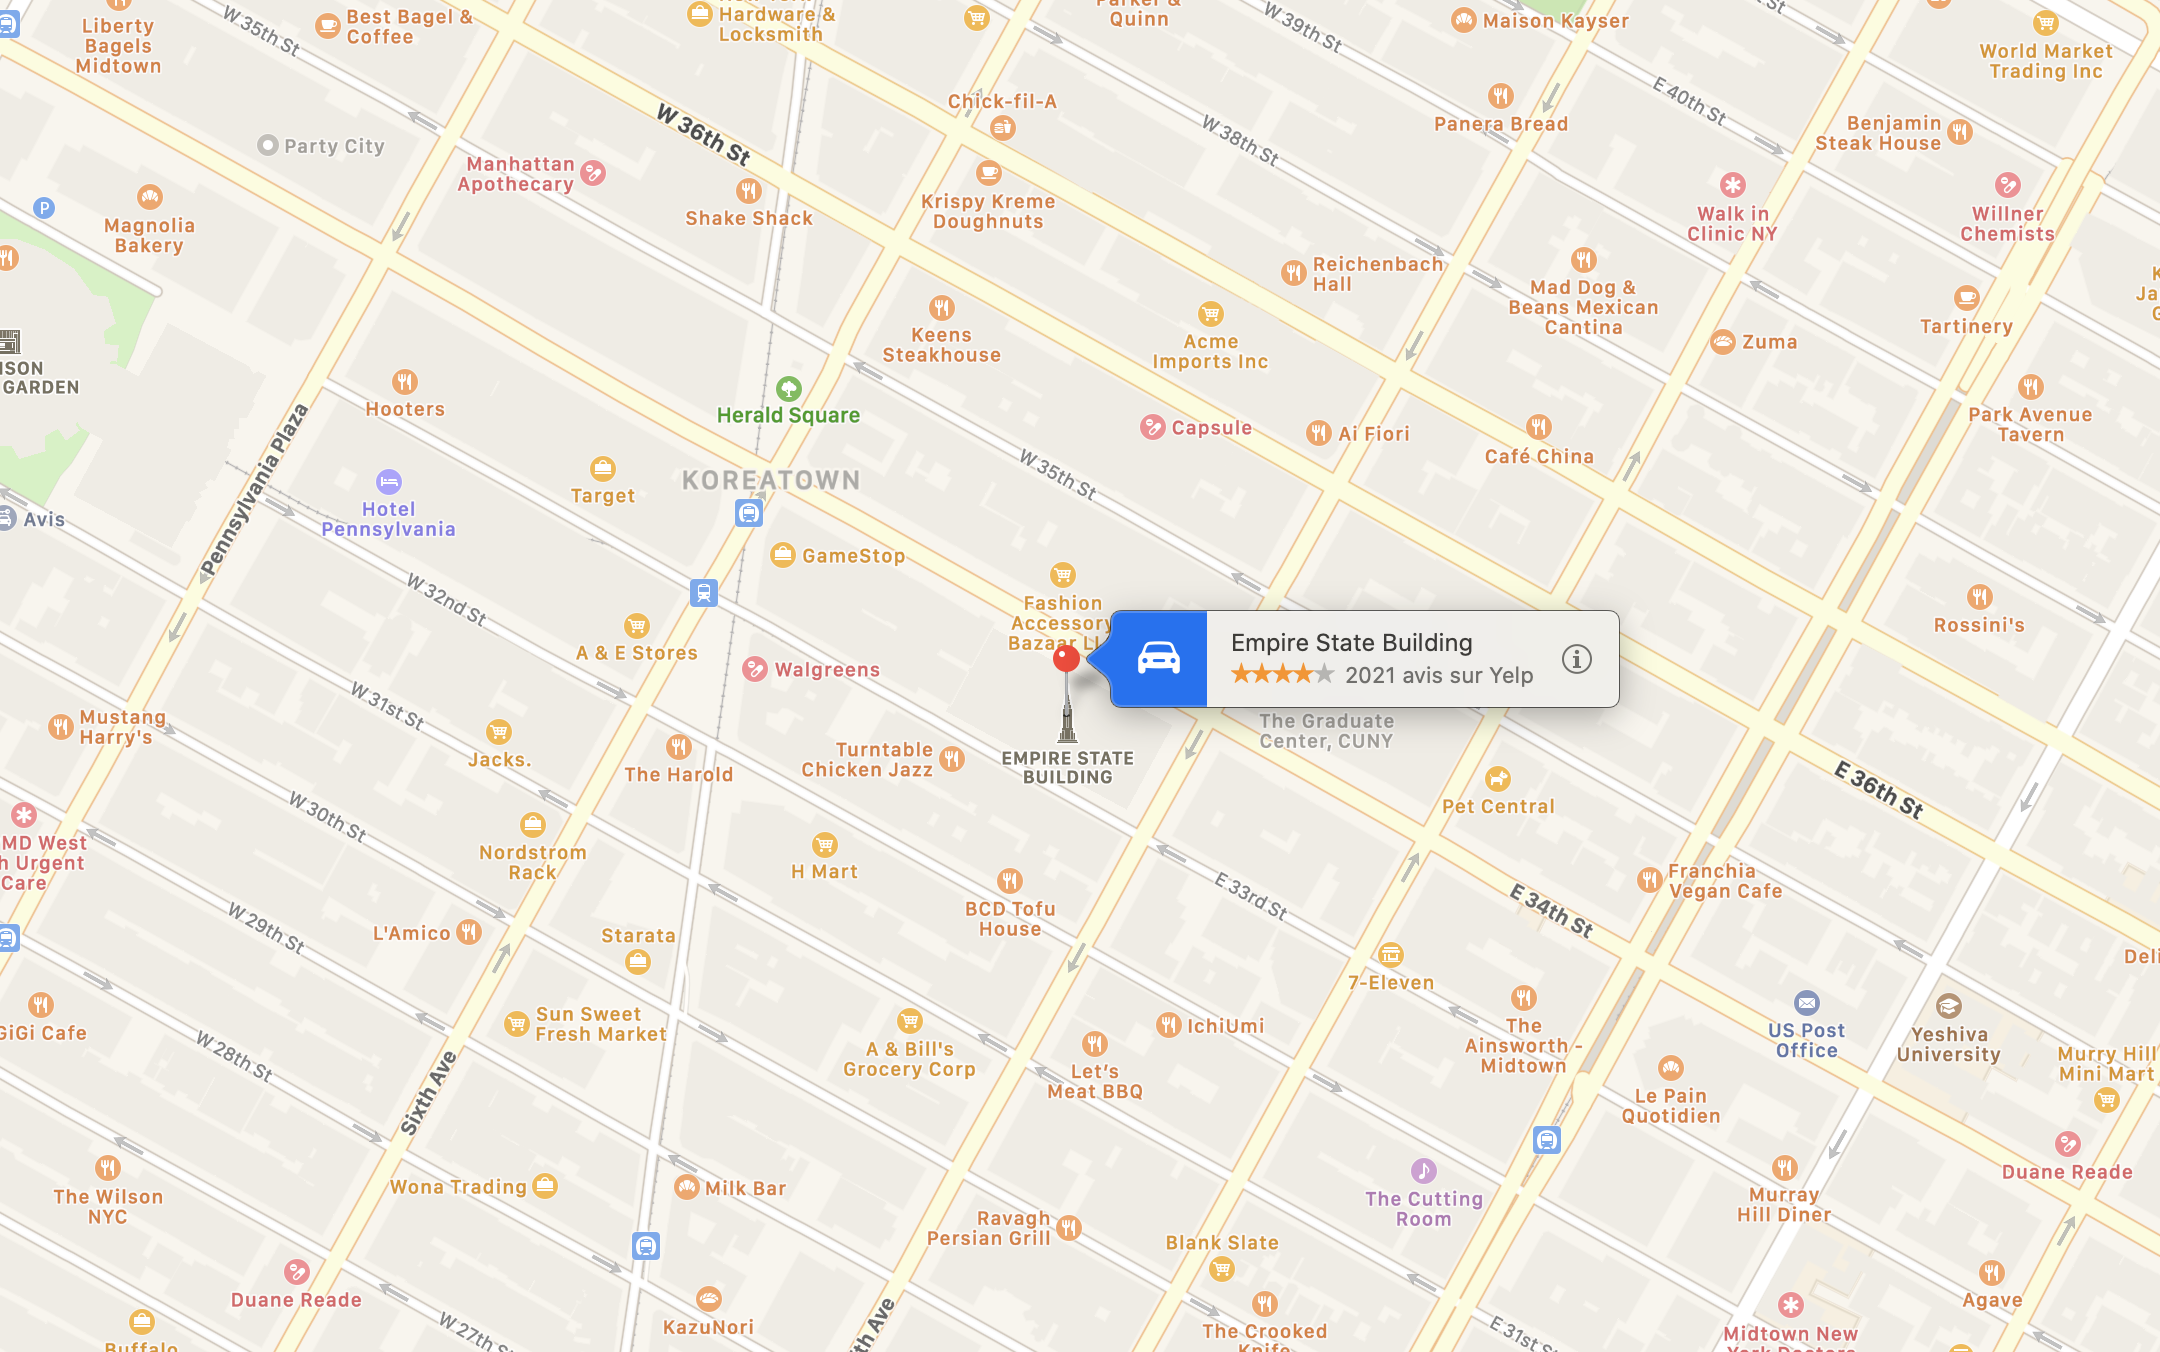 Liberty
Bagels
Midtown
W 35th St
Best Bagel &
Coffee
Hardware &
Locksmith
Quinn
W 39th St
Maison Kayser
World Market
Trading Inc
Chick-fil-A
W 36th St
W 38th St
Panera Bread
E 40th St
Benjamin
Steak House
Party City
Manhattan
Apothecary
Shake Shack
Krispy Kreme
Doughnuts
Walk in
Clinic NY
Willner
Chemists
P
Magnolia
Bakery
Reichenbach
Hall
Mad Dog &
Beans Mexican
Cantina
Tartinery
Keens
Steakhouse
Acme
Imports Inc
Zuma
GARDEN
Hooters
Herald Square
Capsule
Ai Fiori
Café China
Park Avenue
Tavern
Pennsylvania Plaza
KOREATOWN
Target
W 35th St
Hotel
Pennsylvania
Avis
GameStop
W 32nd St
Fashion
Accessory
Bazaar
A & E Stores
Walgreens
Empire State Building
2021 avis sur Yelp
Rossini's
Mustang
Harry's
W 31st St
Jacks.
The Harold
Turntable
Chicken Jazz
EMPIRE STATE
BUILDING
The Graduate
Center, CUNY
Pet Central
E 36th St
MD West
Urgent
Care
W 30th St
Nordstrom
Rack
H Mart
BCD Tofu
House
E 33rd St
E 34th St
Franchia
Vegan Cafe
W 29th St
L'Amico
Starata
7-Eleven
GiGi Cafe
Sun Sweet
Fresh Market
A & Bill's
Grocery Corp
IchiUmi
Let's
Meat BBQ
The
Ainsworth -
Midtown
US Post
Office
Yeshiva
University
Murry Hill
Mini Mart
W 28th St
Sixth Ave
Le Pain
Quotidien
The Wilson
NYC
Wona Trading
Milk Bar
Ravagh
Persian Grill
The Cutting
Room
Murray
Hill Diner
Duane Reade
Blank Slate
Duane Reade
W 27th St
KazuNori
Ave
The Crooked
Knife
E 31st St
Agave
Midtown New
York Doctors
Buffalo